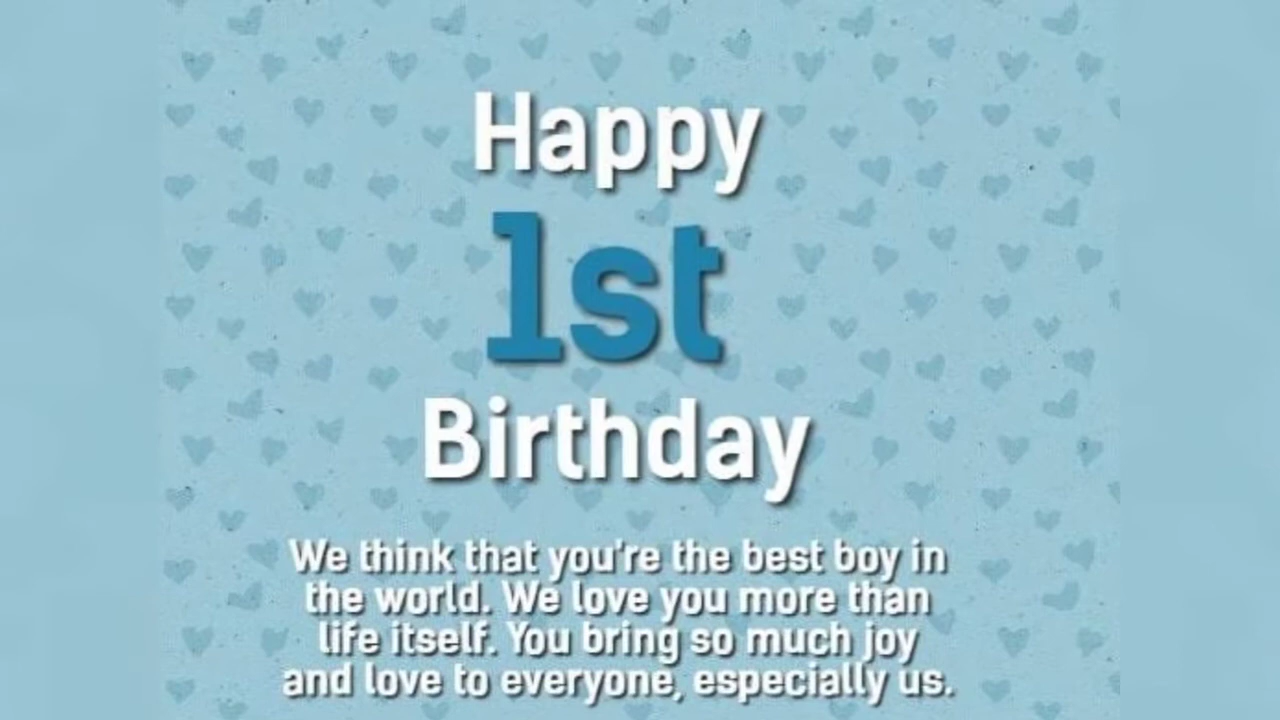 Happy
1st
Birthday
We think that you're the best boy in
the world. We love you more than
life itself. You bring so much joy
and love to everyone, especially us.